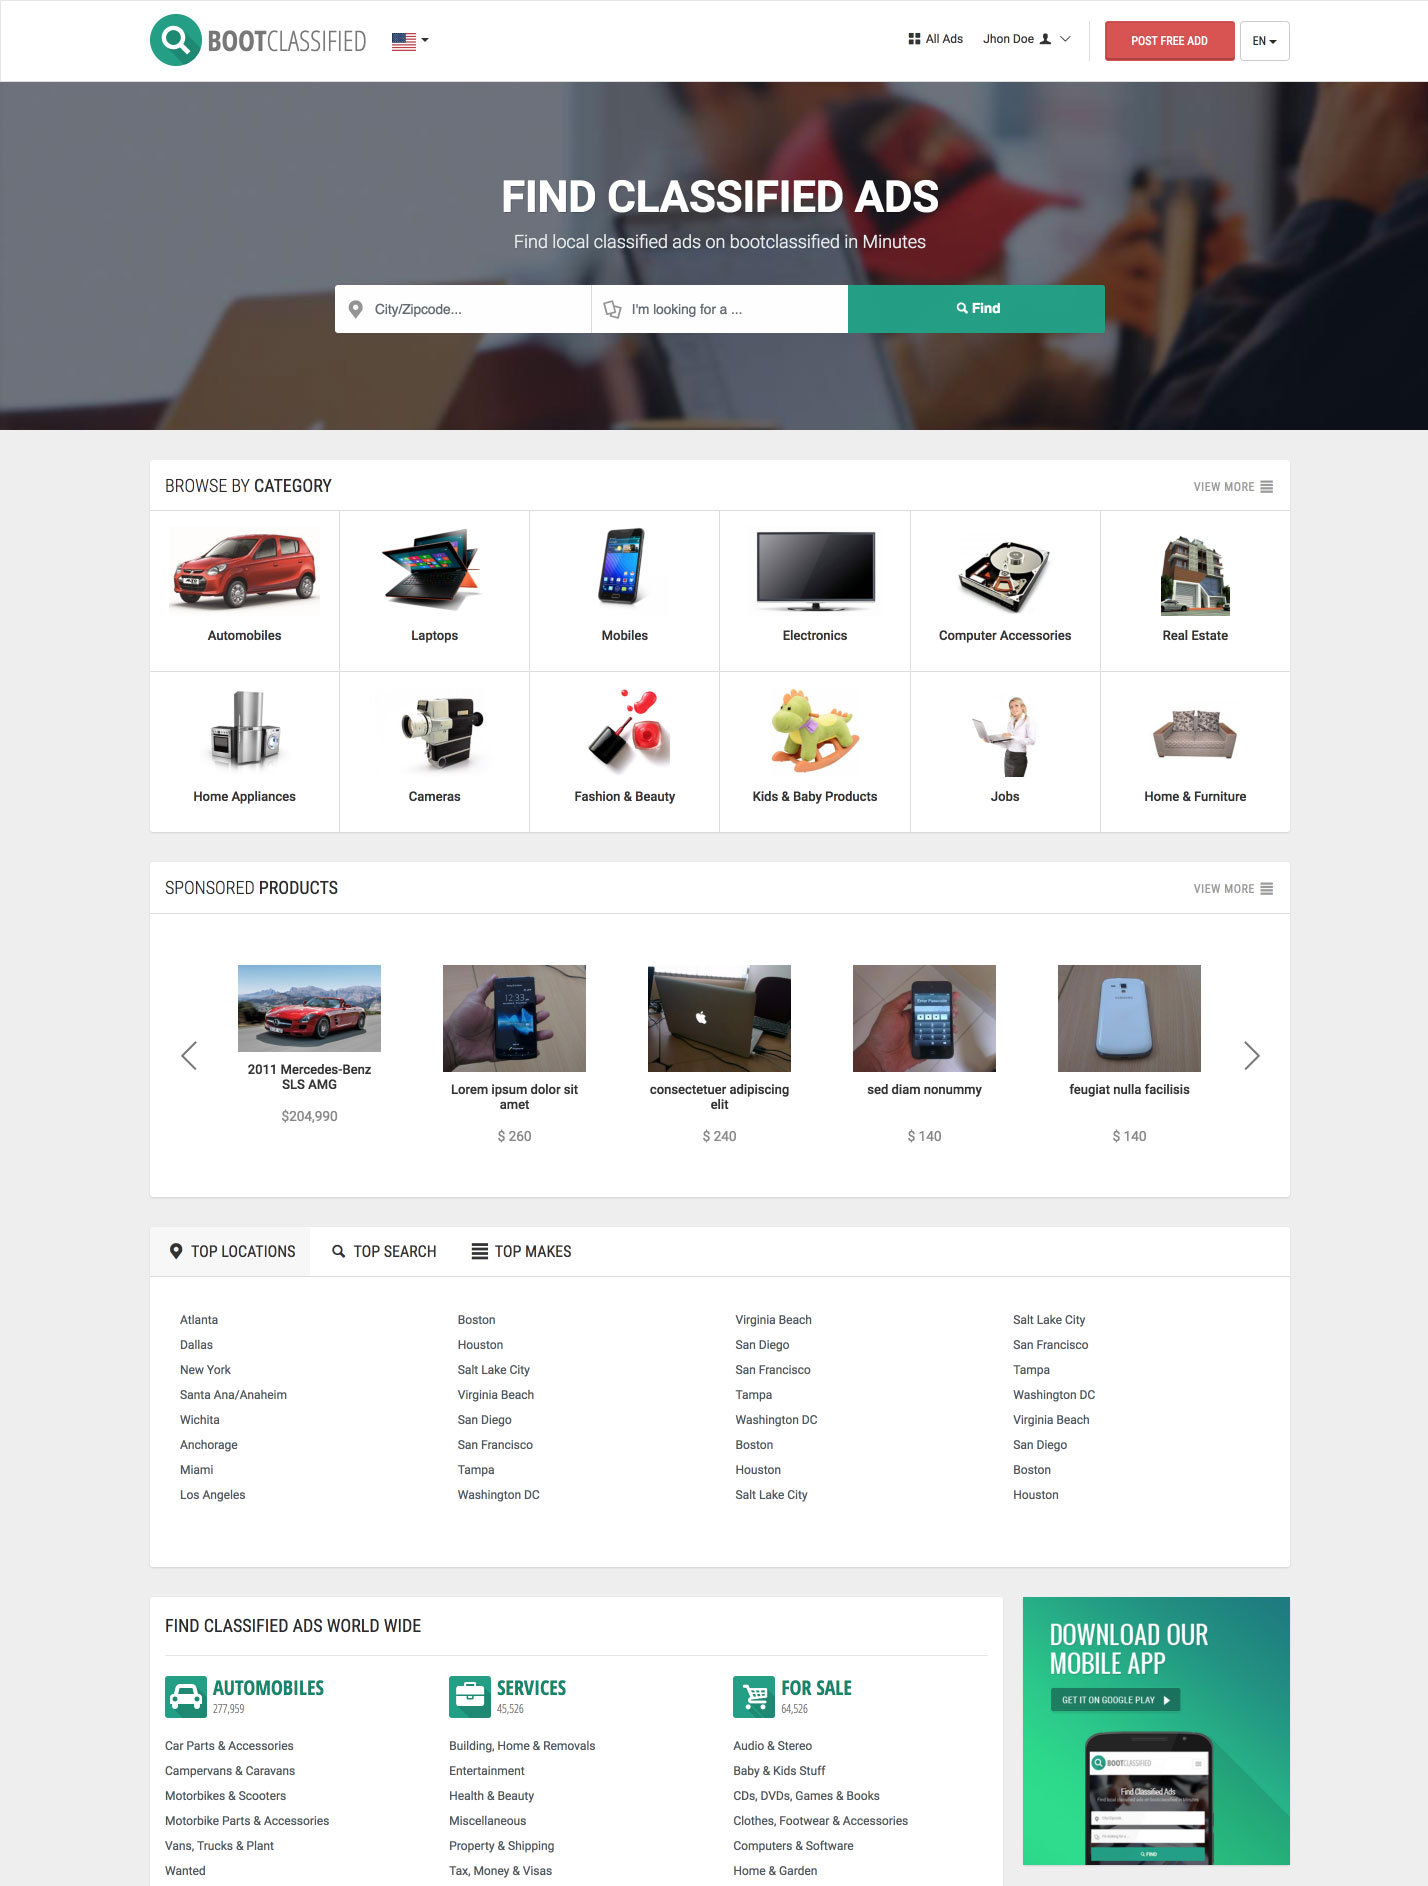 BOOTCLASSIFIED
All Ads
Jhon Doe
POST FREE ADD
EN
FIND CLASSIFIED ADS
Find local classified ads on bootclassified in Minutes
City/Zipcode...
I'm looking for a ...
Find
BROWSE BY CATEGORY
VIEW MORE
Automobiles
Laptops
Mobiles
Electronics
Computer Accessories
Real Estate
Home Appliances
Cameras
Fashion & Beauty
Kids & Baby Products
Jobs
Home & Furniture
SPONSORED PRODUCTS
VIEW MORE
2011 Mercedes-Benz
SLS AMG
$204,990
Lorem ipsum dolor sit
amet
$ 260
consectetuer adipiscing
elit
$ 240
sed diam nonummy
$ 140
feugiat nulla facilisis
$ 140
TOP LOCATIONS
TOP SEARCH
TOP MAKES
Atlanta
Dallas
New York
Santa Ana/Anaheim
Wichita
Anchorage
Miami
Los Angeles
Boston
Houston
Salt Lake City
Virginia Beach
San Diego
San Francisco
Tampa
Washington DC
Virginia Beach
San Diego
San Francisco
Tampa
Washington DC
Boston
Houston
Salt Lake City
Salt Lake City
San Francisco
Tampa
Washington DC
Virginia Beach
San Diego
Boston
Houston
FIND CLASSIFIED ADS WORLD WIDE
AUTOMOBILES
277,959
Car Parts & Accessories
Campervans & Caravans
Motorbikes & Scooters
Motorbike Parts & Accessories
Vans, Trucks & Plant
Wanted
SERVICES
45,526
Building, Home & Removals
Entertainment
Health & Beauty
Miscellaneous
Property & Shipping
Tax, Money & Visas
FOR SALE
64,526
Audio & Stereo
Baby & Kids Stuff
CDs, DVDs, Games & Books
Clothes, Footwear & Accessories
Computers & Software
Home & Garden
DOWNLOAD OUR
MOBILE APP
GET IT ON GOOGLE PLAY
BOOTCLASSIFIED
Find Classified Ads
FIND